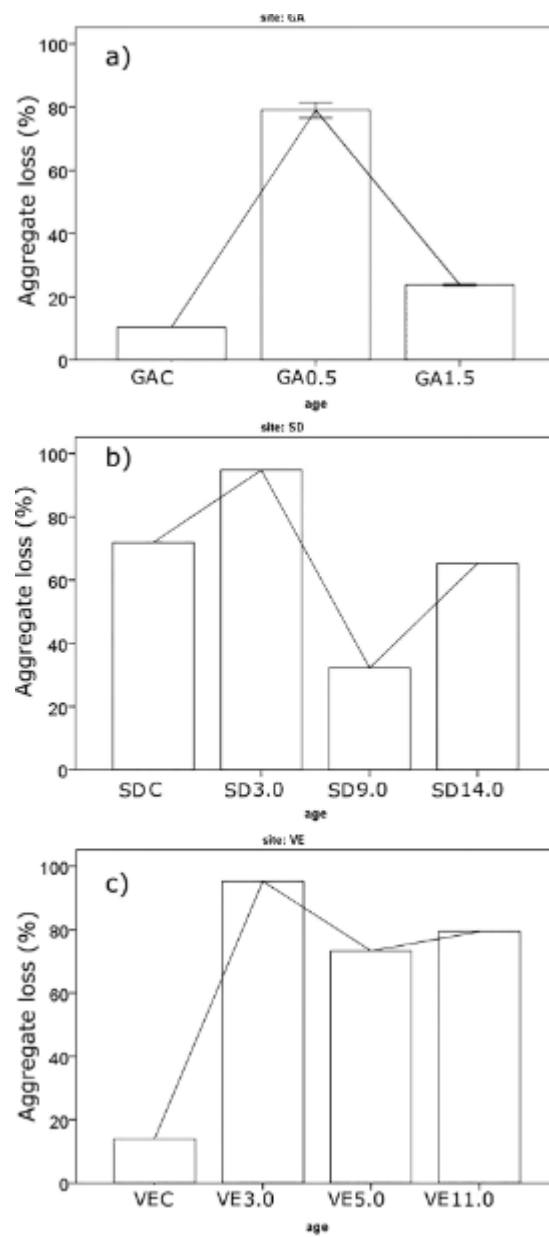 site: GA
a)
100
80
60
40
20
0
Aggregate loss (%)
GAC GA0.5 GA1.5
age
site: SD
b)
100
80
60
40
20
0
Aggregate loss (%)
SDC SD3.0 SD9.0 SD14.0
age
site: VE
c)
100
80
60
40
20
0
Aggregate loss (%)
VEC VE3.0 VE5.0 VE11.0
age